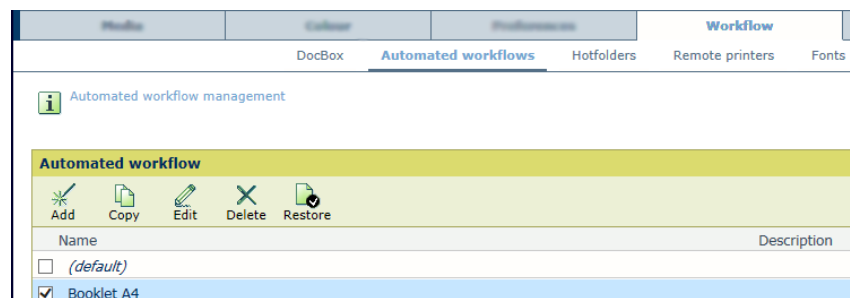 Workflow
DocBox Automated workflows Hotfolders Remote printers Fonts
Automated workflow management
Automated workflow
Add Copy Edit Delete Restore
Name Description
(default)
Booklet A4